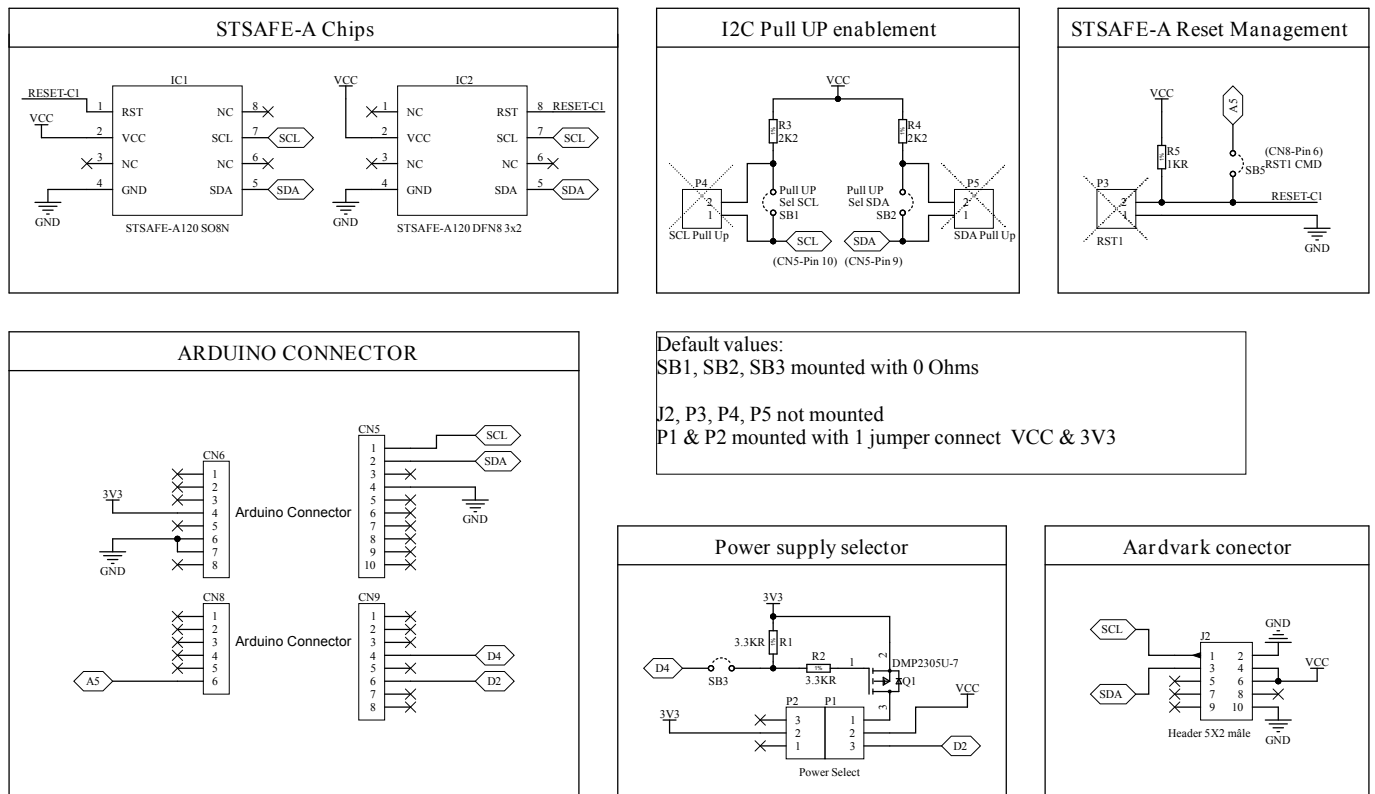 STSAFE-A Chips
IC1
RESET-C1
1 RST NC 8
VCC
2 VCC SCL 7 SCL
3 NC NC 6
4 GND SDA 5 SDA
GND
STSAFE-A120 SO8N
VCC
IC2
1 NC RST 8 RESET-C1
2 VCC SCL 7 SCL
3 NC NC 6
4 GND SDA 5 SDA
GND
STSAFE-A120 DFN8 3x2
I2C Pull UP enablement
VCC
1% R3
2K2
1% R4
2K2
P4
2
1
SCL Pull Up
Pull UP
Sel SCL
SB1
Pull UP
Sel SDA
SB2
P5
2
1
SDA Pull Up
SCL
SDA
(CN5-Pin 10)
(CN5-Pin 9)
STSAFE-A Reset Management
VCC
A5
1% R5
1KR
(CN8-Pin 6)
SB5 RST1 CMD
P3
2
1
RST1
RESET-C1
GND
ARDUINO CONNECTOR
CN6
1
2
3
3V3
4
5
6
7
8
GND
Arduino Connector
CN5
1 SCL
2 SDA
3
4
5
6
7
8
9
10
GND
CN8
1
2
3
4
5
A5 6
Arduino Connector
CN9
1
2
3
4 D4
5
6 D2
7
8
Default values:
SB1, SB2, SB3 mounted with 0 Ohms
J2, P3, P4, P5 not mounted
P1 & P2 mounted with 1 jumper connect VCC & 3V3
Power supply selector
3V3
3.3KR 1% R1
D4
SB3
R2
1%
3.3KR
1
2
3
DMP2305U-7
Q1
VCC
3V3
P2 P1
3 1
2 2
1 3
D2
Power Select
Aardvark conector
SCL
SDA
J2
1 2
3 4
5 6
7 8
9 10
GND
VCC
GND
Header 5X2 mâle